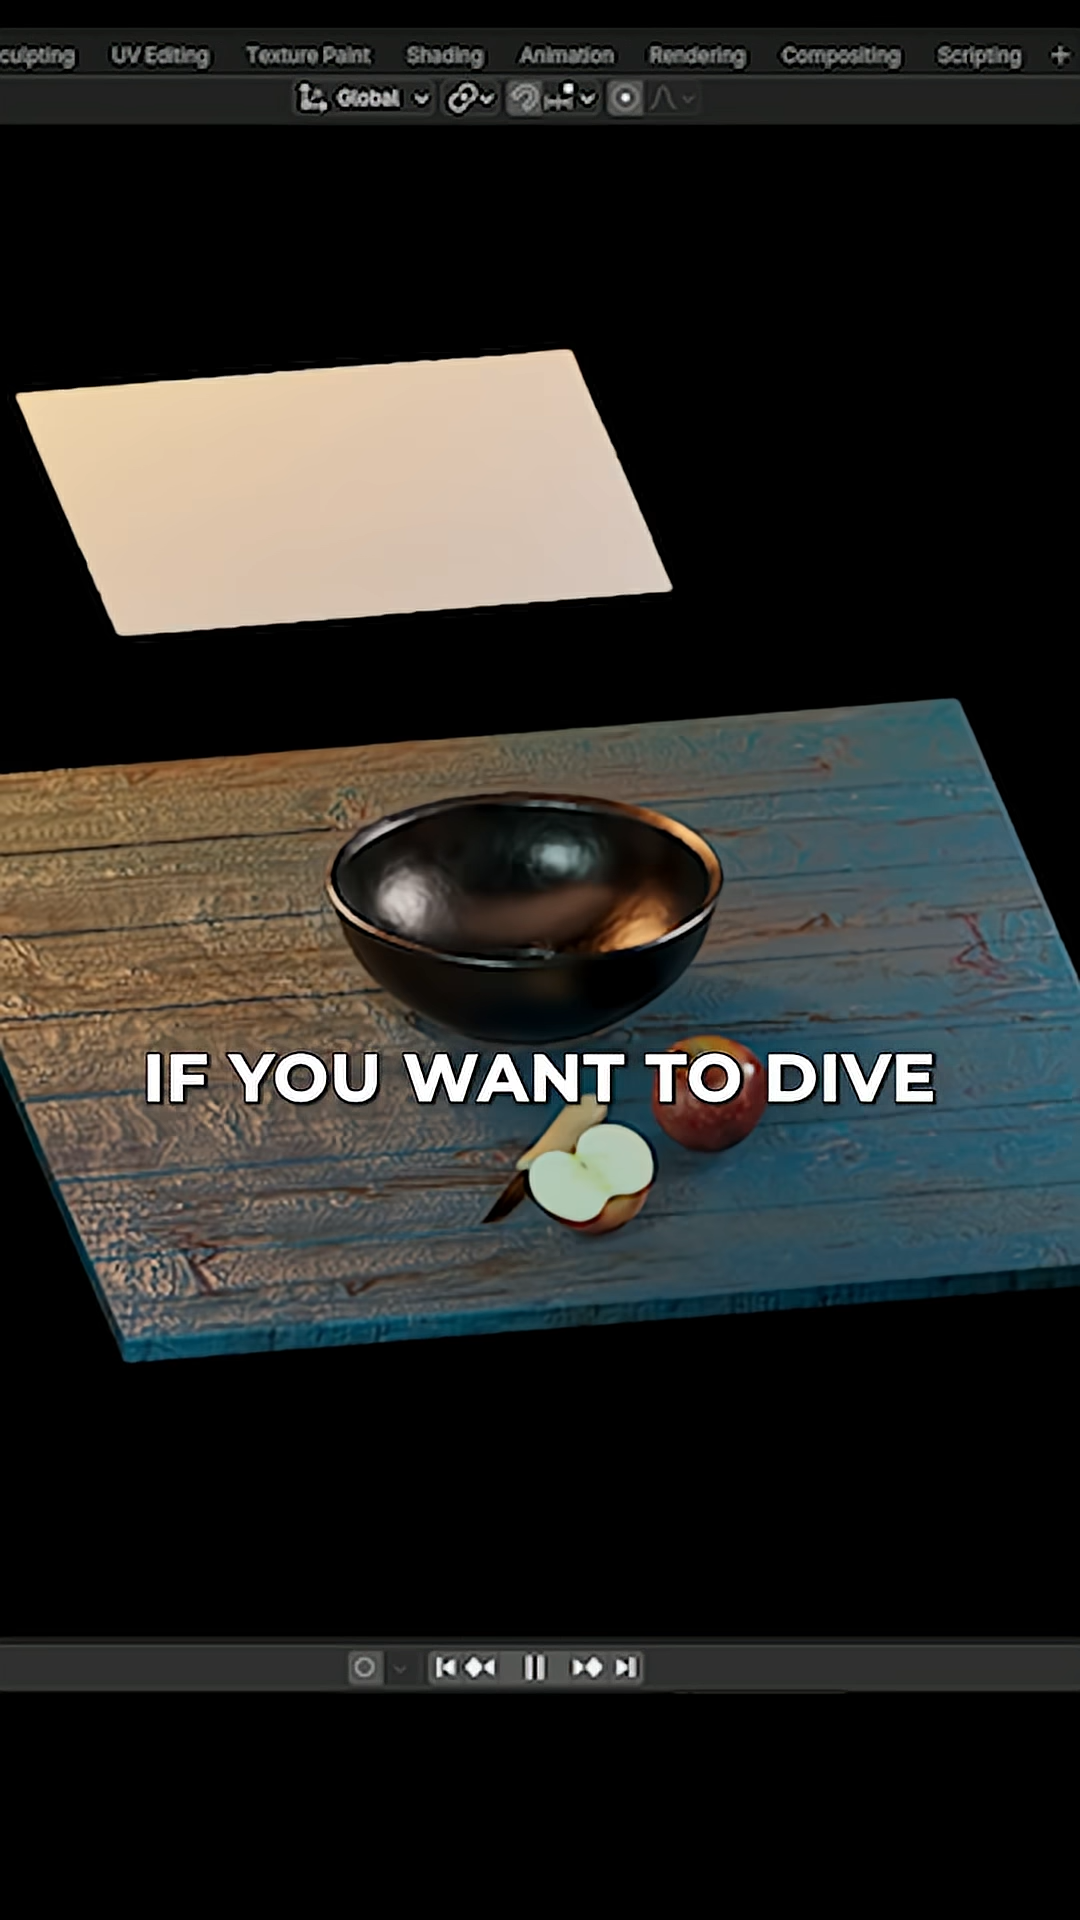 culpting UV Editing Texture Paint Shading Animation Rendering Compositing Scripting +
Global
IF YOU WANT TO DIVE